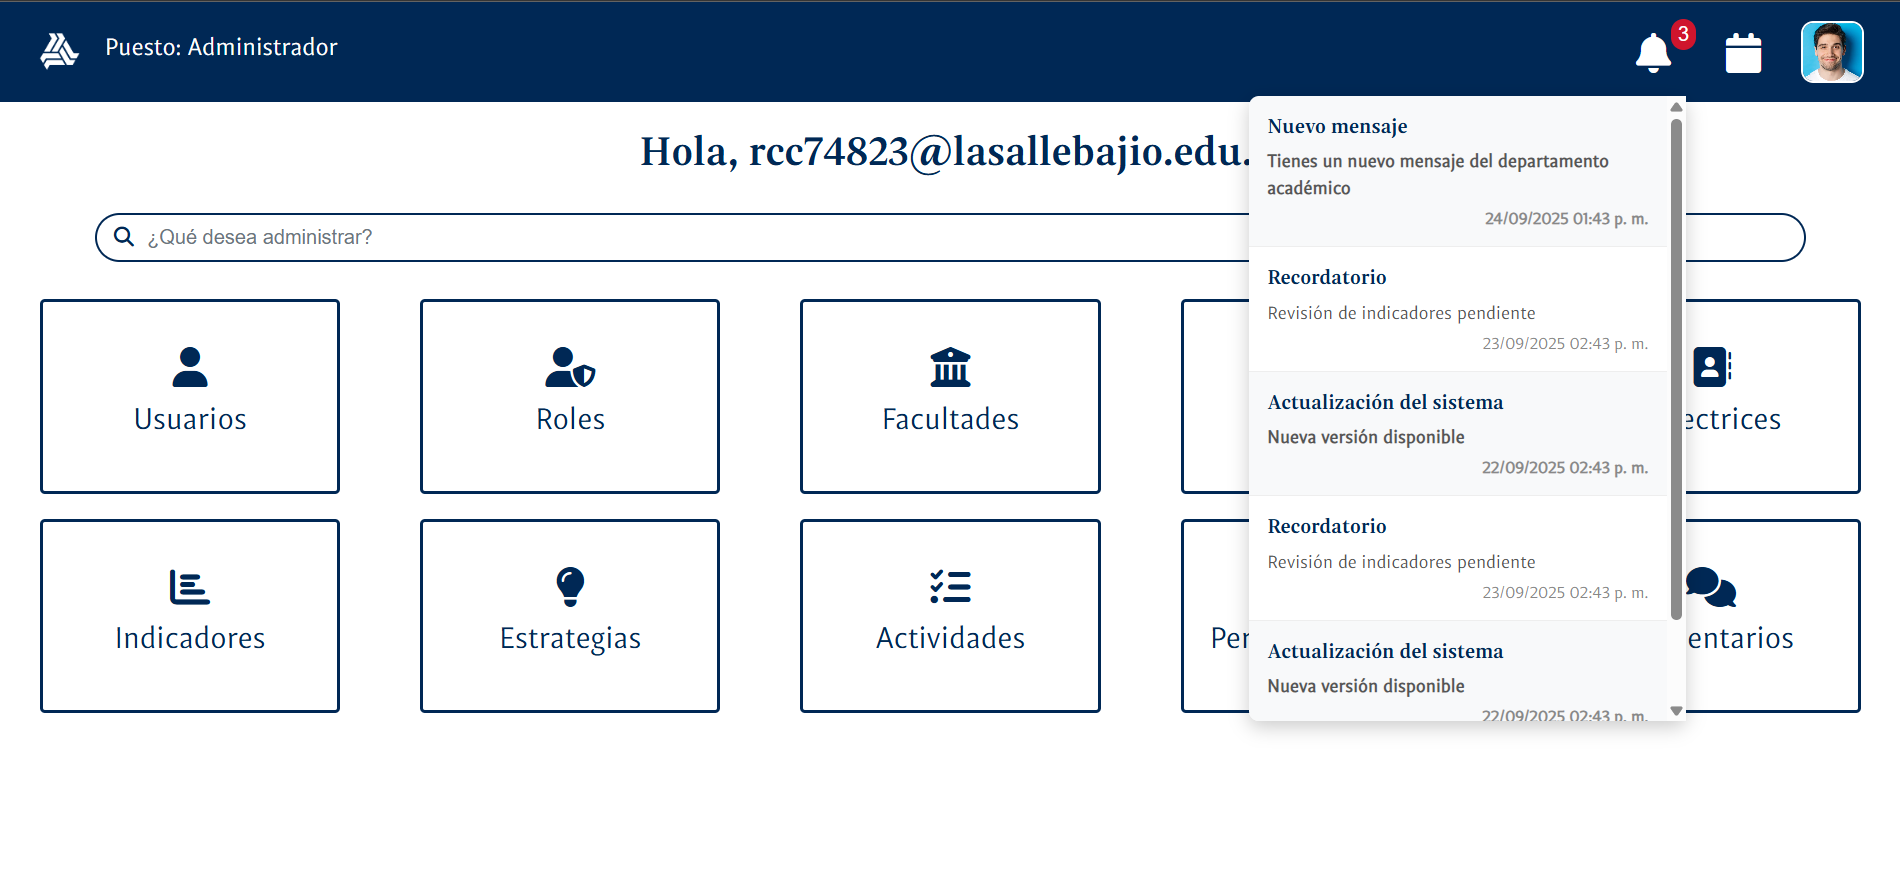 Puesto: Administrador
3
Hola, rcc74823@lasallebajio.edu.
¿Qué desea administrar?
Nuevo mensaje
Tienes un nuevo mensaje del departamento
académico
24/09/2025 01:43 p. m.
Recordatorio
Revisión de indicadores pendiente
23/09/2025 02:43 p. m.
Actualización del sistema
Nueva versión disponible
22/09/2025 02:43 p. m.
Recordatorio
Revisión de indicadores pendiente
23/09/2025 02:43 p. m.
Actualización del sistema
Nueva versión disponible
22/09/2025 02:43 p. m.
Usuarios
Roles
Facultades
ectrices
Indicadores
Estrategias
Actividades
Per
entarios